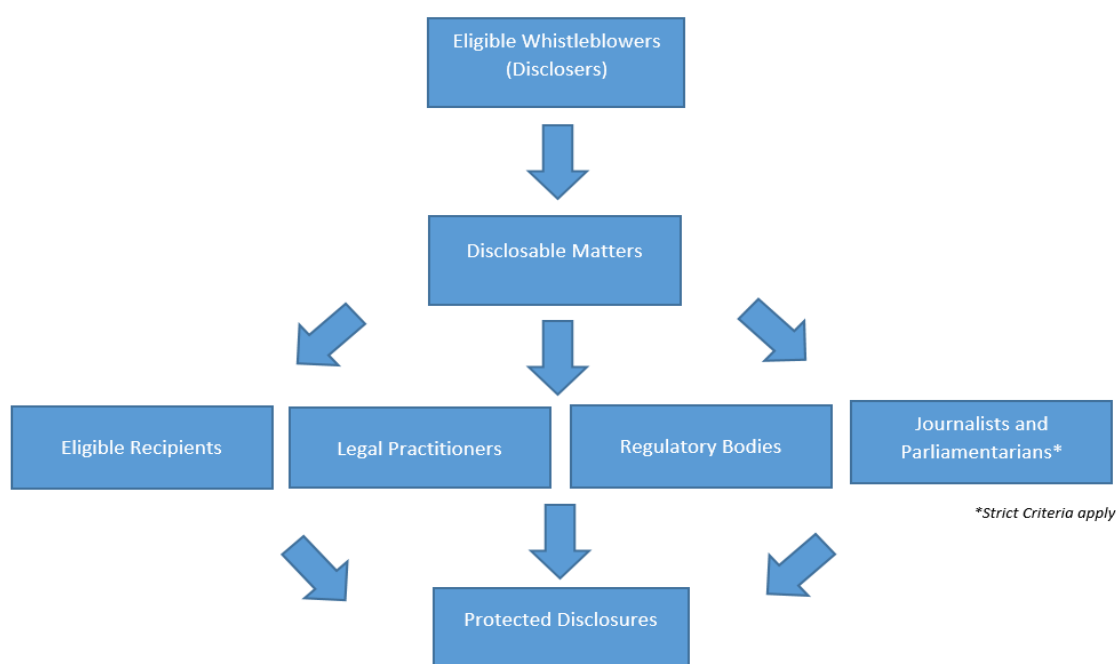 Eligible Whistleblowers
(Disclosers)
Disclosable Matters
Eligible Recipients
Legal Practitioners
Regulatory Bodies
Journalists and
Parliamentarians*
*Strict Criteria apply
Protected Disclosures